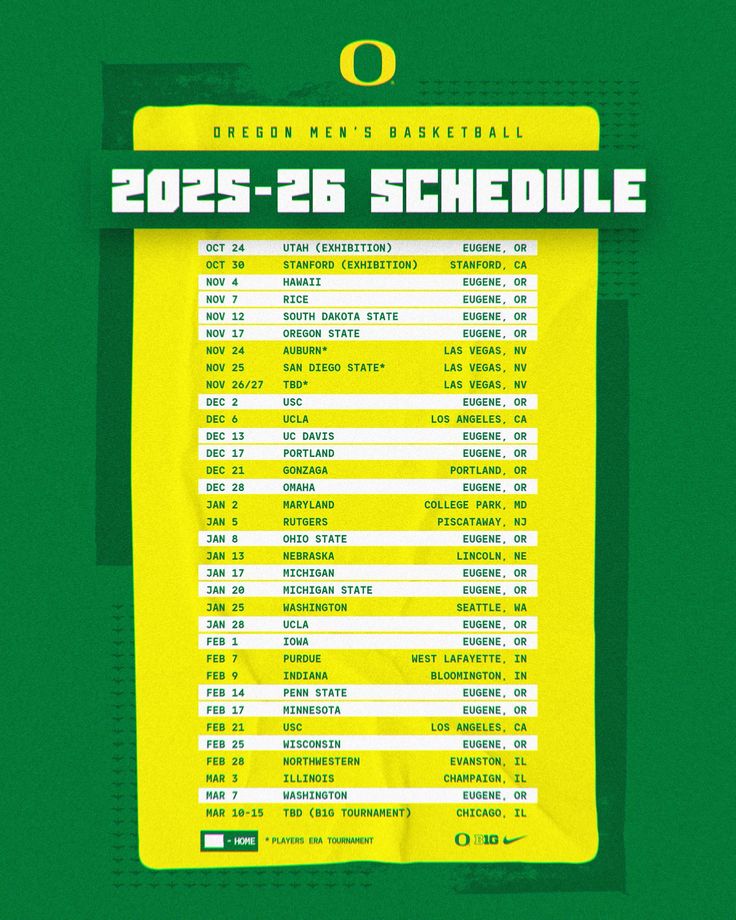 O
OREGON MEN'S BASKETBALL
2025-26 SCHEDULE
OCT 24 UTAH (EXHIBITION) EUGENE, OR
OCT 30 STANFORD (EXHIBITION) STANFORD, CA
NOV 4 HAWAII EUGENE, OR
NOV 7 RICE EUGENE, OR
NOV 12 SOUTH DAKOTA STATE EUGENE, OR
NOV 17 OREGON STATE EUGENE, OR
NOV 24 AUBURN* LAS VEGAS, NV
NOV 25 SAN DIEGO STATE* LAS VEGAS, NV
NOV 26/27 TBD* LAS VEGAS, NV
DEC 2 USC EUGENE, OR
DEC 6 UCLA LOS ANGELES, CA
DEC 13 UC DAVIS EUGENE, OR
DEC 17 PORTLAND EUGENE, OR
DEC 21 GONZAGA PORTLAND, OR
DEC 28 OMAHA EUGENE, OR
JAN 2 MARYLAND COLLEGE PARK, MD
JAN 5 RUTGERS PISCATAWAY, NJ
JAN 8 OHIO STATE EUGENE, OR
JAN 13 NEBRASKA LINCOLN, NE
JAN 17 MICHIGAN EUGENE, OR
JAN 20 MICHIGAN STATE EUGENE, OR
JAN 25 WASHINGTON SEATTLE, WA
JAN 28 UCLA EUGENE, OR
FEB 1 IOWA EUGENE, OR
FEB 7 PURDUE WEST LAFAYETTE, IN
FEB 9 INDIANA BLOOMINGTON, IN
FEB 14 PENN STATE EUGENE, OR
FEB 17 MINNESOTA EUGENE, OR
FEB 21 USC LOS ANGELES, CA
FEB 25 WISCONSIN EUGENE, OR
FEB 28 NORTHWESTERN EVANSTON, IL
MAR 3 ILLINOIS CHAMPAIGN, IL
MAR 7 WASHINGTON EUGENE, OR
MAR 10-15 TBD (B1G TOURNAMENT) CHICAGO, IL
- HOME * PLAYERS ERA TOURNAMENT O B1G